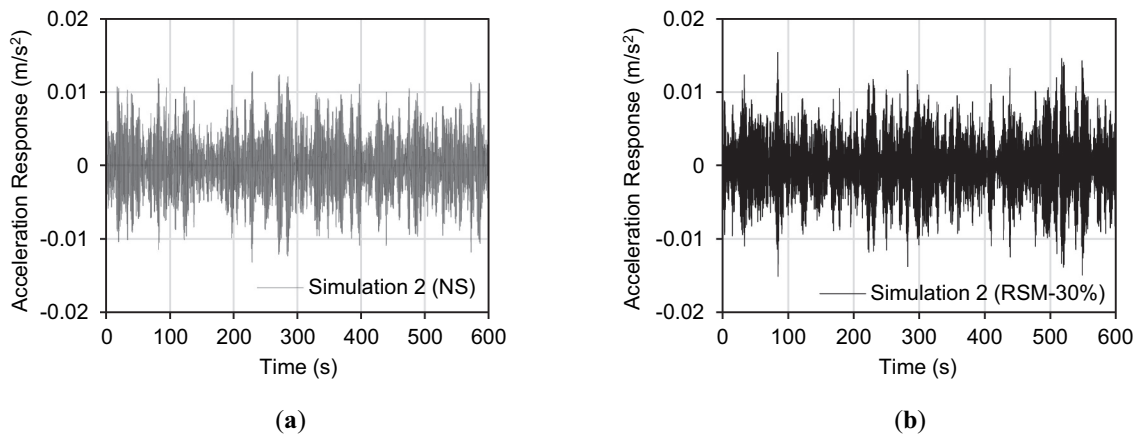 0.02
0.01
0
-0.01
-0.02
Acceleration Response (m/s²)
Simulation 2 (NS)
0 100 200 300 400 500 600
Time (s)
(a)
0.02
0.01
0
-0.01
-0.02
Acceleration Response (m/s²)
Simulation 2 (RSM-30%)
0 100 200 300 400 500 600
Time (s)
(b)